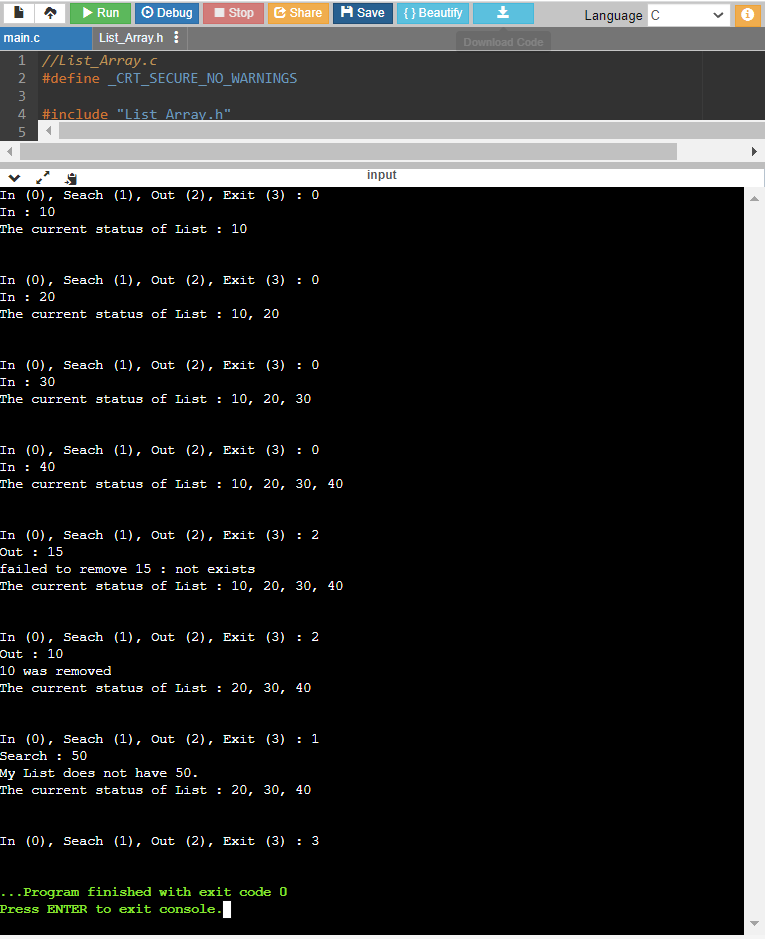 Run Debug Stop Share Save { } Beautify Language C
Download Code
main.c List_Array.h
1 //List_Array.c
2 #define _CRT_SECURE_NO_WARNINGS
3
4 #include "List_Array.h"
5
input
In (0), Seach (1), Out (2), Exit (3) : 0
In : 10
The current status of List : 10
In (0), Seach (1), Out (2), Exit (3) : 0
In : 20
The current status of List : 10, 20
In (0), Seach (1), Out (2), Exit (3) : 0
In : 30
The current status of List : 10, 20, 30
In (0), Seach (1), Out (2), Exit (3) : 0
In : 40
The current status of List : 10, 20, 30, 40
In (0), Seach (1), Out (2), Exit (3) : 2
Out : 15
failed to remove 15 : not exists
The current status of List : 10, 20, 30, 40
In (0), Seach (1), Out (2), Exit (3) : 2
Out : 10
10 was removed
The current status of List : 20, 30, 40
In (0), Seach (1), Out (2), Exit (3) : 1
Search : 50
My List does not have 50.
The current status of List : 20, 30, 40
In (0), Seach (1), Out (2), Exit (3) : 3
...Program finished with exit code 0
Press ENTER to exit console.